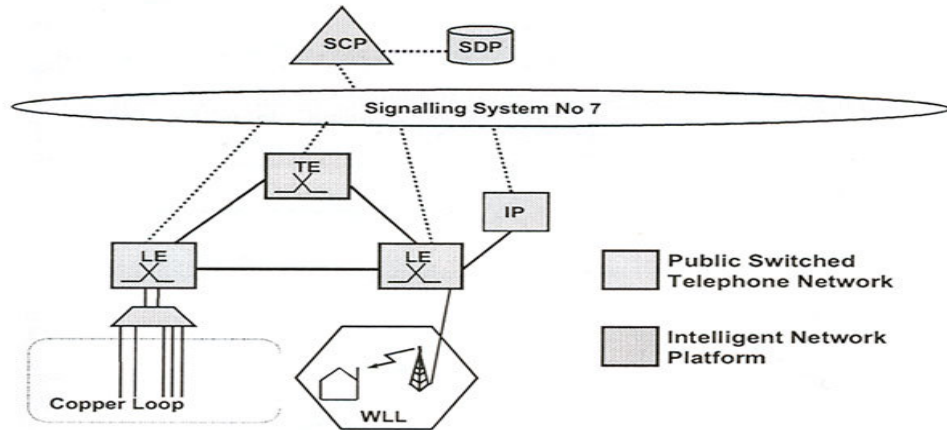 SCP
SDP
Signalling System No 7
TE
IP
LE
LE
Public Switched
Telephone Network
Intelligent Network
Platform
Copper Loop
WLL